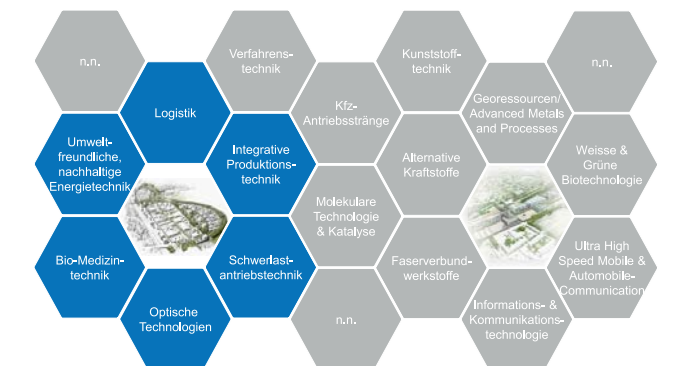 n.n.
Logistik
Umwelt-
freundliche,
nachhaltige
Energietechnik
Bio-Medizin-
technik
Optische
Technologien
Verfahrens-
technik
Integrative
Produktions-
technik
Schwerlast-
antriebstechnik
Kfz-
Antriebsstränge
Molekulare
Technologie
& Katalyse
n.n.
Kunststoff-
technik
Alternative
Kraftstoffe
Faserverbund-
werkstoffe
Georessourcen/
Advanced Metals
and Processes
Informations- &
Kommunikations-
technologie
n.n.
Weisse &
Grüne
Biotechnologie
Ultra High
Speed Mobile &
Automobile-
Communication